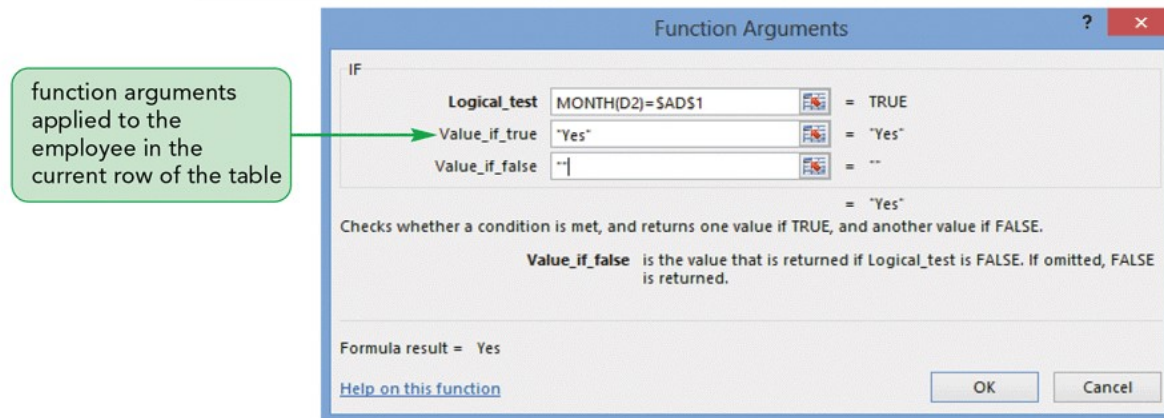 Function Arguments ?
IF
Logical_test MONTH(D2)=$AD$1 = TRUE
Value_if_true "Yes" = "Yes"
Value_if_false "" = ""
= "Yes"
Checks whether a condition is met, and returns one value if TRUE, and another value if FALSE.
Value_if_false is the value that is returned if Logical_test is FALSE. If omitted, FALSE
is returned.
Formula result = Yes
Help on this function OK Cancel
function arguments
applied to the
employee in the
current row of the table